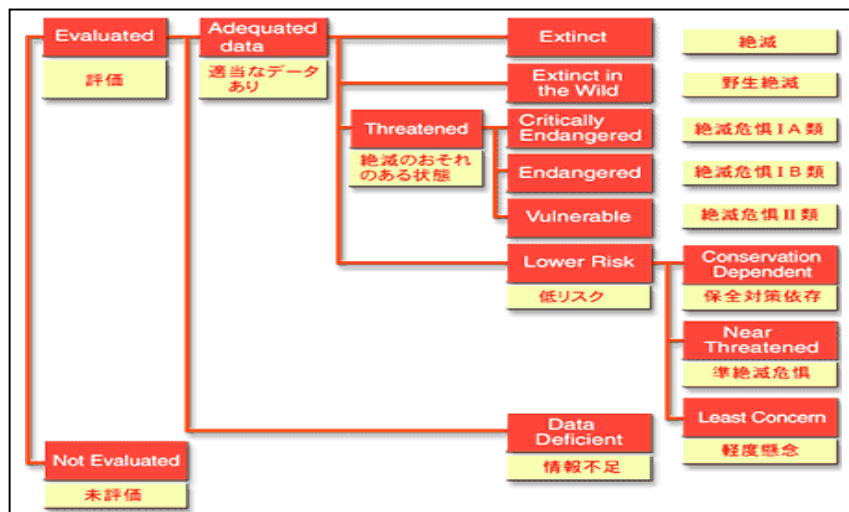 Evaluated
評価
Adequated
data
適当なデータ
あり
Extinct
絶滅
Extinct in
the Wild
野生絶滅
Threatened
絶滅のおそれ
のある状態
Critically
Endangered
絶滅危惧ⅠA類
Endangered
絶滅危惧ⅠB類
Vulnerable
絶滅危惧Ⅱ類
Lower Risk
低リスク
Conservation
Dependent
保全対策依存
Near
Threatened
準絶滅危惧
Least Concern
軽度懸念
Data
Deficient
情報不足
Not Evaluated
未評価